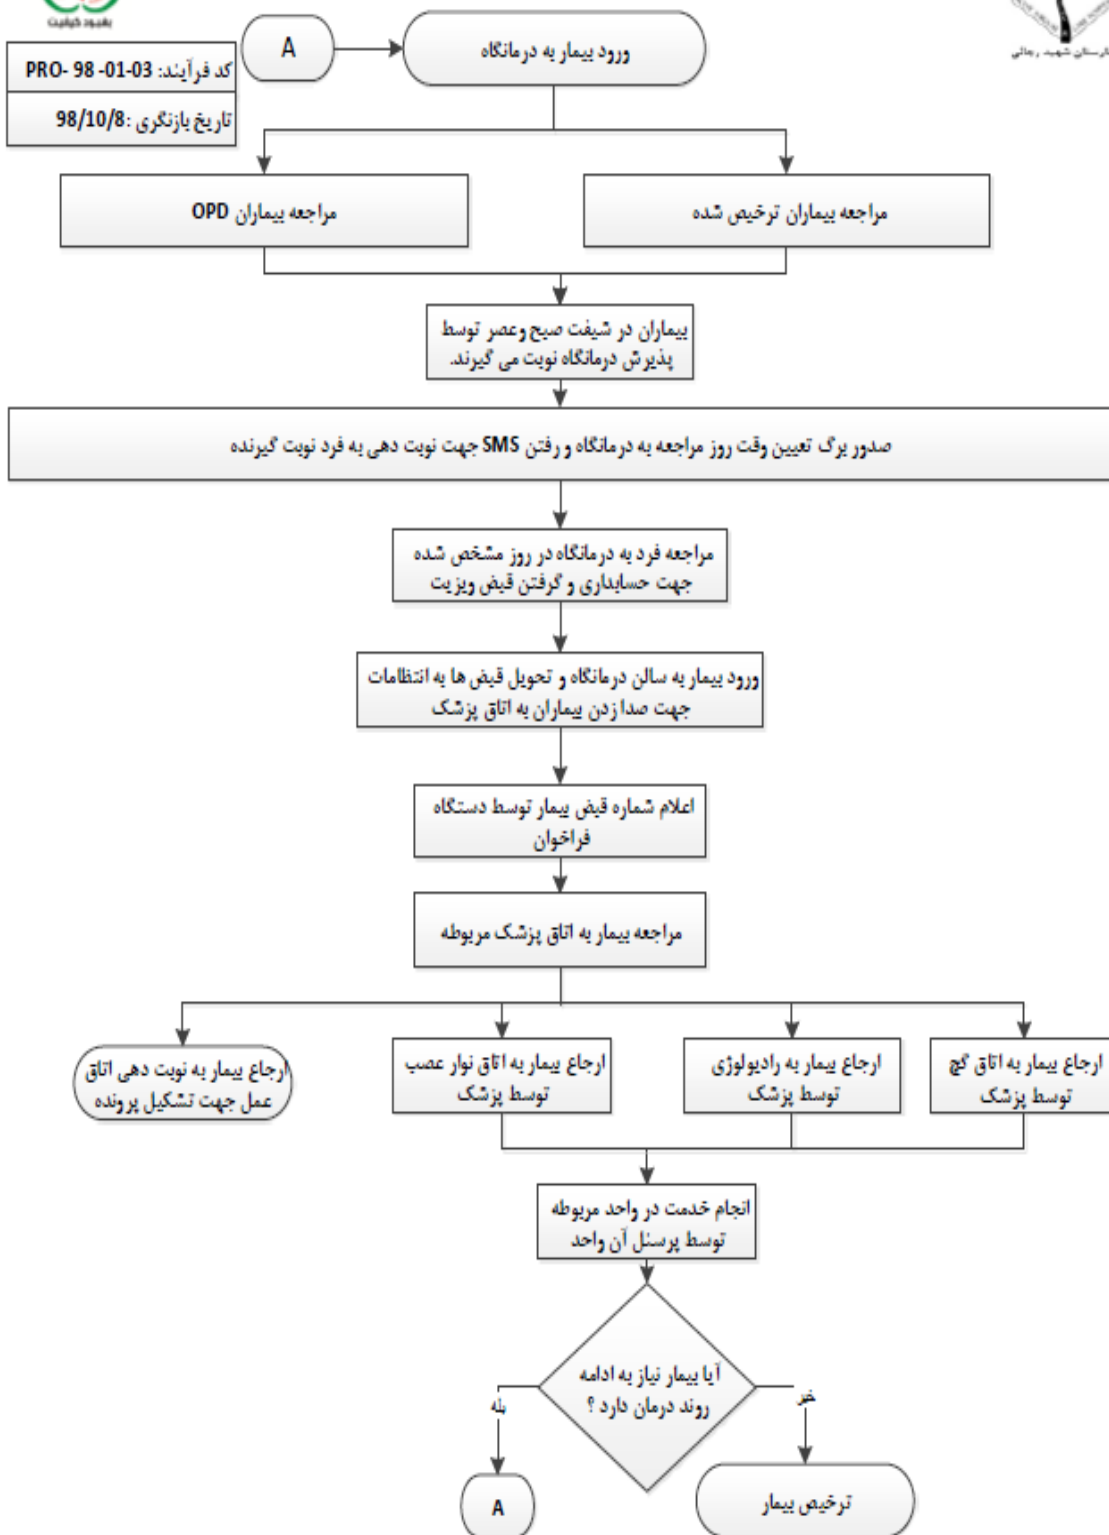 بهبود کیفیت
بیمارستان شهید رجائی
کد فرآیند: PRO- 98 -01-03
تاریخ بازنگری :98/10/8
A
ورود بیمار به درمانگاه
مراجعه بیماران ترخیص شده
مراجعه بیماران OPD
بیماران در شیفت صبح وعصر توسط
پذیرش درمانگاه نوبت می گیرند.
صدور برگ تعیین وقت روز مراجعه به درمانگاه و رفتن SMS جهت نوبت دهی به فرد نوبت گیرنده
مراجعه فرد به درمانگاه در روز مشخص شده
جهت حسابداری و گرفتن قبض ویزیت
ورود بیمار به سالن درمانگاه و تحویل قبض ها به انتظامات
جهت صدا زدن بیماران به اتاق پزشک
اعلام شماره قبض بیمار توسط دستگاه
فراخوان
مراجعه بیمار به اتاق پزشک مربوطه
ارجاع بیمار به اتاق گچ
توسط پزشک
ارجاع بیمار به رادیولوژی
توسط پزشک
ارجاع بیمار به اتاق نوار عصب
توسط پزشک
ارجاع بیمار به نوبت دهی اتاق
عمل جهت تشکیل پرونده
انجام خدمت در واحد مربوطه
توسط پرسنل آن واحد
آیا بیمار نیاز به ادامه
روند درمان دارد ؟
خیر
بله
ترخیص بیمار
A